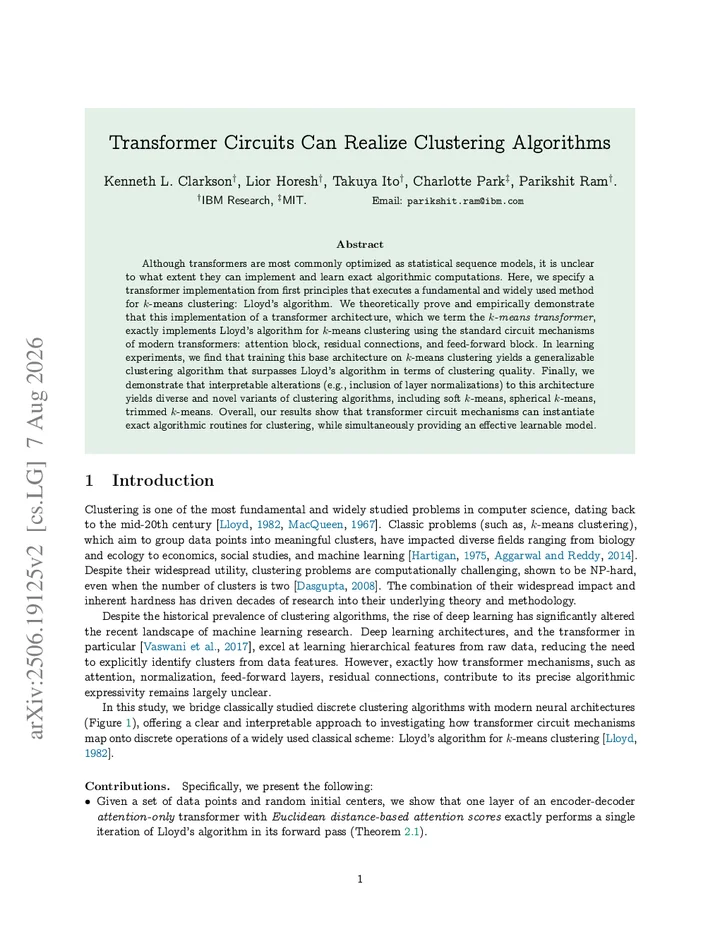 Transformer Circuits Can Realize Clustering Algorithms
Kenneth L. Clarkson†, Lior Horesh†, Takuya Ito†, Charlotte Park‡, Parikshit Ram†.
†IBM Research, ‡MIT. Email: parikshit.ram@ibm.com
Abstract
Although transformers are most commonly optimized as statistical sequence models, it is unclear
to what extent they can implement and learn exact algorithmic computations. Here, we specify a
transformer implementation from first principles that executes a fundamental and widely used method
for k-means clustering: Lloyd's algorithm. We theoretically prove and empirically demonstrate
that this implementation of a transformer architecture, which we term the k-means transformer,
exactly implements Lloyd's algorithm for k-means clustering using the standard circuit mechanisms
of modern transformers: attention block, residual connections, and feed-forward block. In learning
experiments, we find that training this base architecture on k-means clustering yields a generalisable
clustering algorithm that surpasses Lloyd's algorithm in terms of clustering quality. Finally, we
demonstrate that interpretable alterations (e.g., inclusion of layer normalizations) to this architecture
yields diverse and novel variants of clustering algorithms, including soft k-means, spherical k-means,
trimmed k-means. Overall, our results show that transformer circuit mechanisms can instantiate
exact algorithmic routines for clustering, while simultaneously providing an effective learnable model.
arXiv:2506.19125v2 [cs.LG] 7 Aug 2026
1 Introduction
Clustering is one of the most fundamental and widely studied problems in computer science, dating back
to the mid-20th century [Lloyd, 1982, MacQueen, 1967]. Classic problems (such as, k-means clustering),
which aim to group data points into meaningful clusters, have impacted diverse fields ranging from biology
and ecology to economics, social studies, and machine learning [Hartigan, 1975, Aggarwal and Reddy, 2014].
Despite their widespread utility, clustering problems are computationally challenging, shown to be NP-hard,
even when the number of clusters is two [Dasgupta, 2008]. The combination of their widespread impact and
inherent hardness has driven decades of research into their underlying theory and methodology.
Despite the historical prevalence of clustering algorithms, the rise of deep learning has significantly altered
the recent landscape of machine learning research. Deep learning architectures, and the transformer in
particular [Vaswani et al., 2017], excel at learning hierarchical features from raw data, reducing the need
to explicitly identify clusters from data features. However, exactly how transformer mechanisms, such as
attention, normalization, feed-forward layers, residual connections, contribute to its precise algorithmic
expressivity remains largely unclear.
In this study, we bridge classically studied discrete clustering algorithms with modern neural architectures
(Figure 1), offering a clear and interpretable approach to investigating how transformer circuit mechanisms
map onto discrete operations of a widely used classical scheme: Lloyd's algorithm for k-means clustering [Lloyd,
1982].
Contributions. Specifically, we present the following:
• Given a set of data points and random initial centers, we show that one layer of an encoder-decoder
attention-only transformer with Euclidean distance-based attention scores exactly performs a single
iteration of Lloyd's algorithm in its forward pass (Theorem 2.1).
1